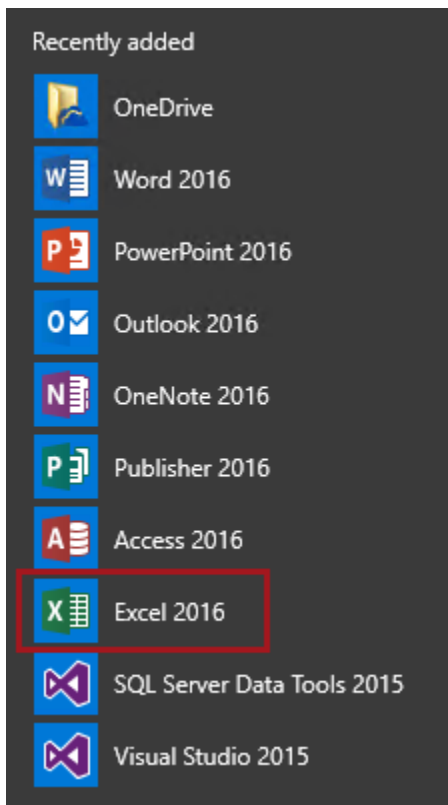 Recently added
OneDrive
Word 2016
PowerPoint 2016
Outlook 2016
OneNote 2016
Publisher 2016
Access 2016
Excel 2016
SQL Server Data Tools 2015
Visual Studio 2015